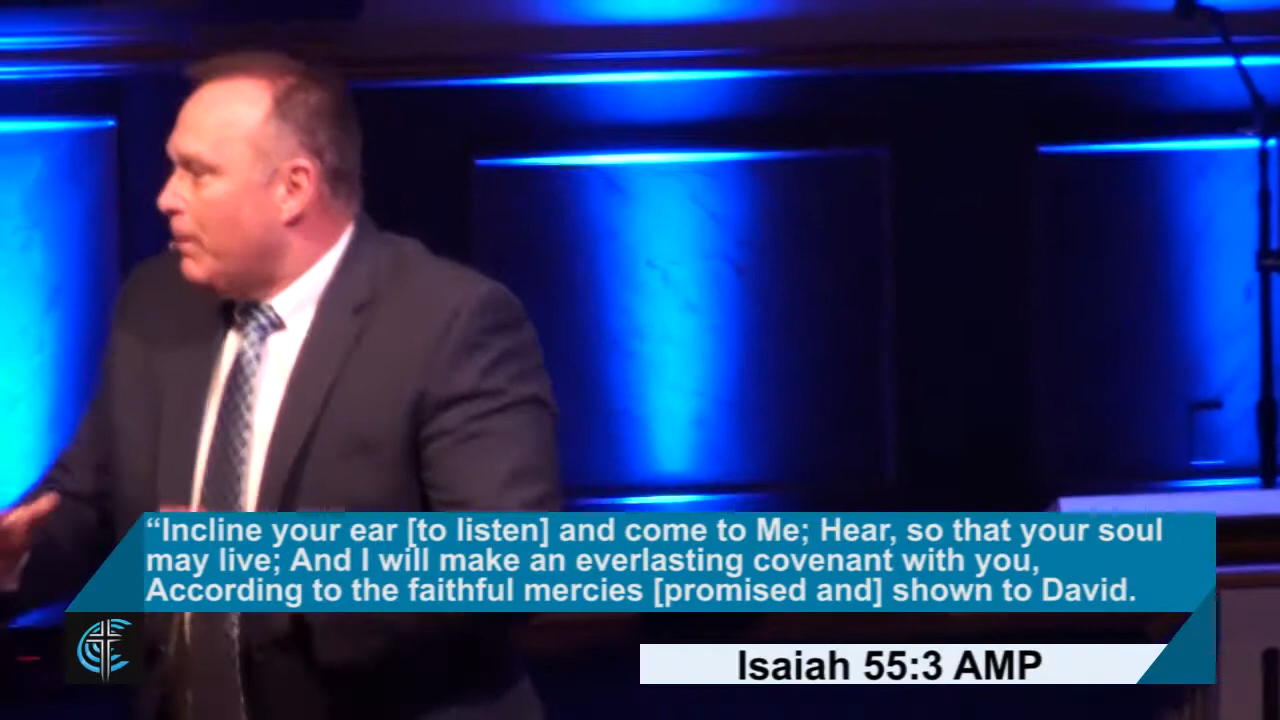 “Incline your ear [to listen] and come to Me; Hear, so that your soul
may live; And I will make an everlasting covenant with you,
According to the faithful mercies [promised and] shown to David.
Isaiah 55:3 AMP